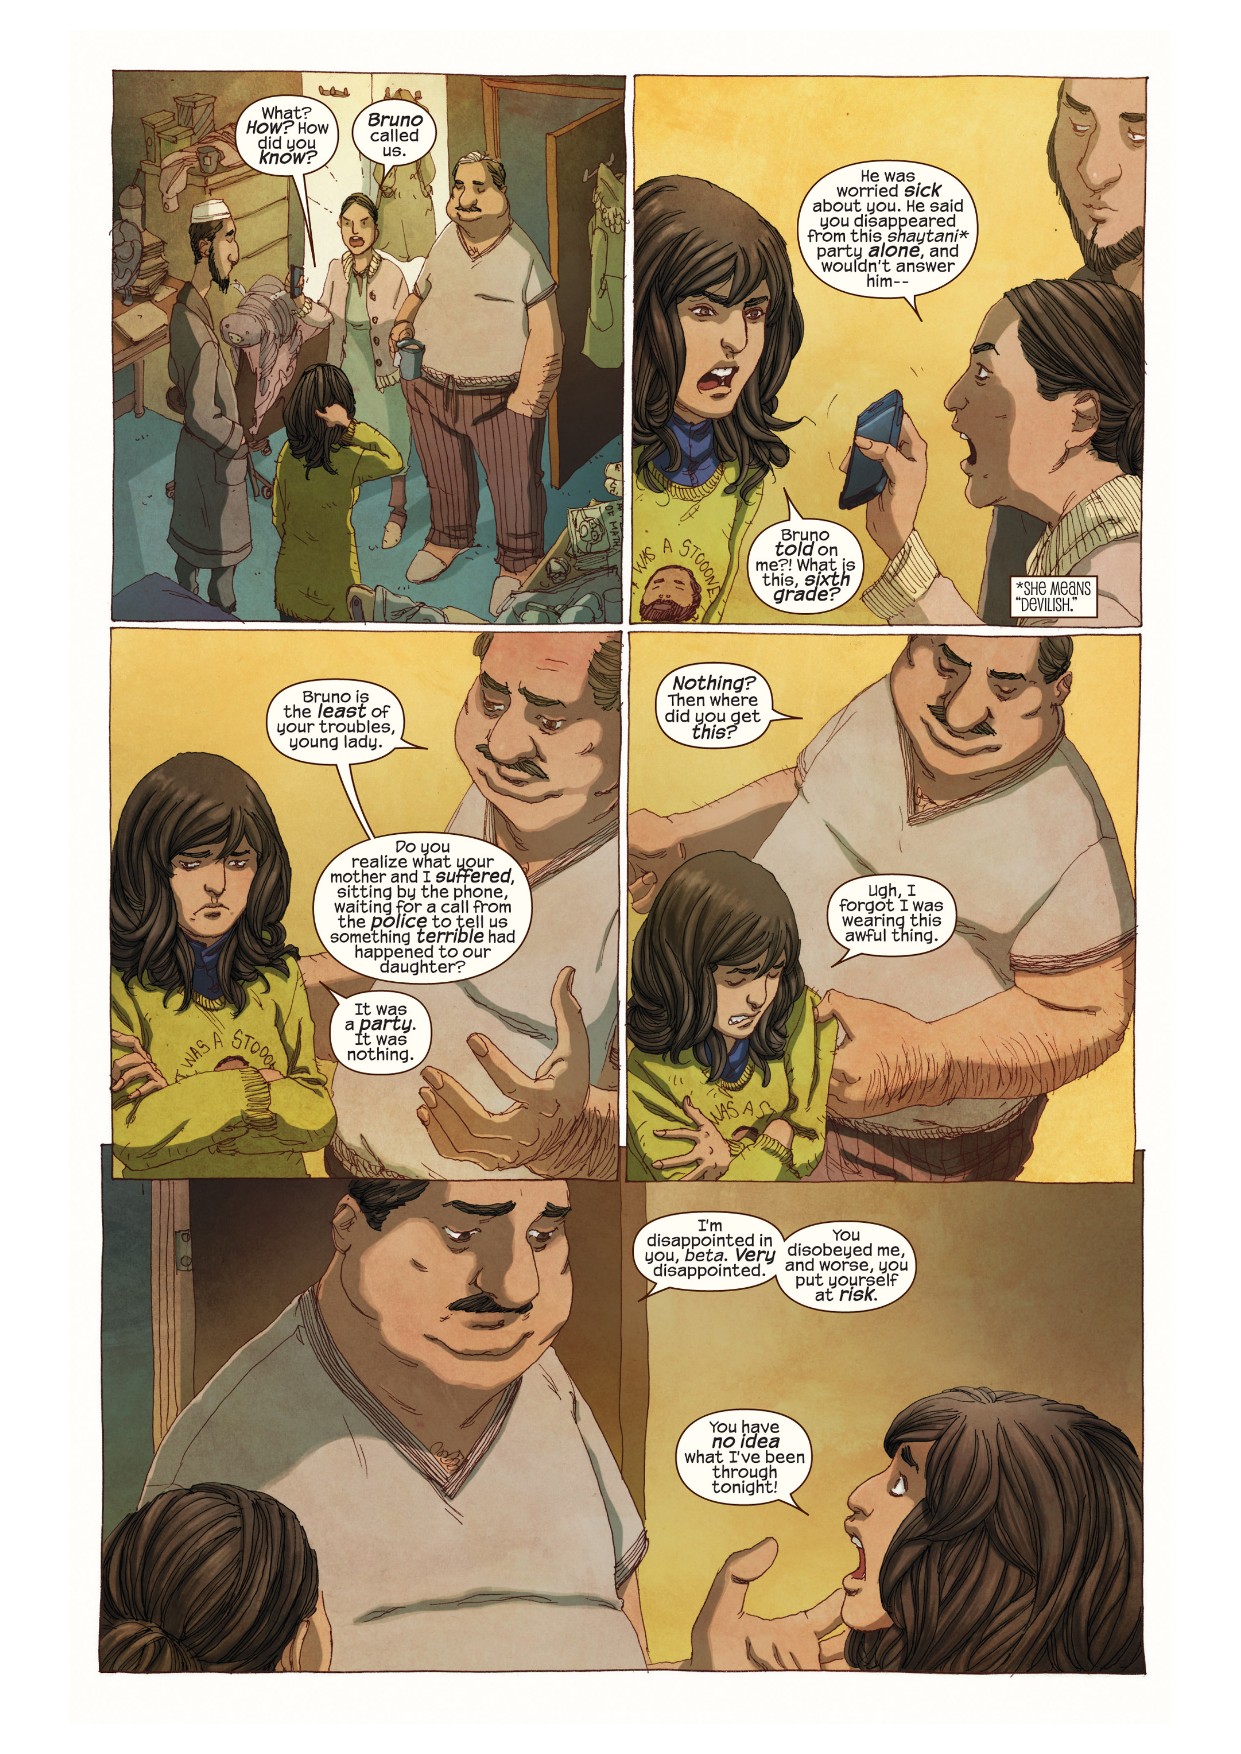 What?
How? How
did you
know?
Bruno
called
us.
He was
worried sick
about you. He said
you disappeared
from this shaytani*
party alone, and
wouldn't answer
him--
Bruno
told on
me?! What is
this, sixth
grade?
WAS A STOOONE
*SHE MEANS
"DEVILISH."
Bruno is
the least of
your troubles,
young lady.
Do you
realize what your
mother and I suffered,
sitting by the phone,
waiting for a call from
the police to tell us
something terrible had
happened to our
daughter?
It was
a party.
It was
nothing.
WAS A STOOON
Nothing?
Then where
did you get
this?
Ugh, I
forgot I was
wearing this
awful thing.
WAS A
I'm
disappointed in
you, beta. Very
disappointed.
You
disobeyed me,
and worse, you
put yourself
at risk.
You have
no idea
what I've been
through
tonight!